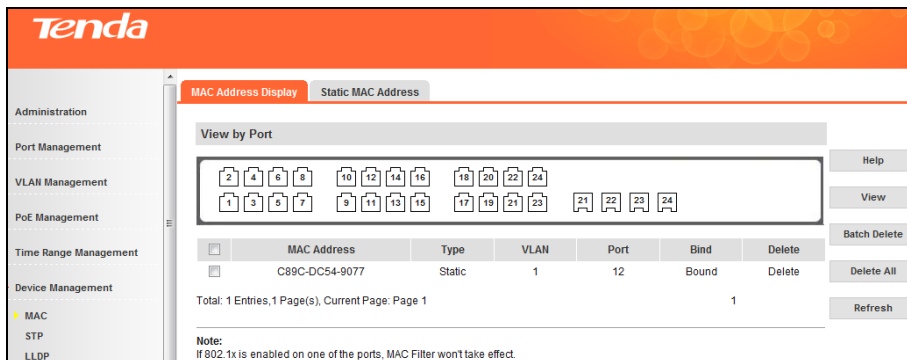 Tenda
MAC Address Display Static MAC Address
Administration
Port Management
VLAN Management
PoE Management
Time Range Management
Device Management
MAC
STP
LLDP
View by Port
2 4 6 8 10 12 14 16 18 20 22 24
1 3 5 7 9 11 13 15 17 19 21 23 21 22 23 24
MAC Address Type VLAN Port Bind Delete
C89C-DC54-9077 Static 1 12 Bound Delete
Total: 1 Entries,1 Page(s), Current Page: Page 1 1
Note:
If 802.1x is enabled on one of the ports, MAC Filter won't take effect.
Help
View
Batch Delete
Delete All
Refresh